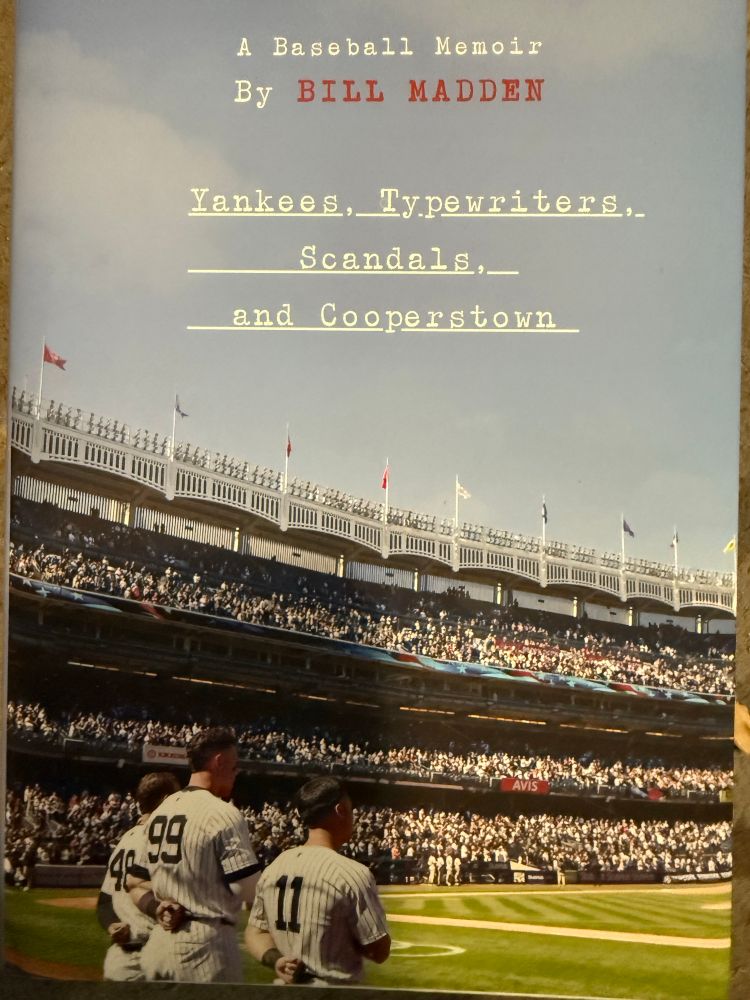 A Baseball Memoir
By BILL MADDEN
Yankees, Typewriters,
Scandals,
and Cooperstown
AVIS
99
11